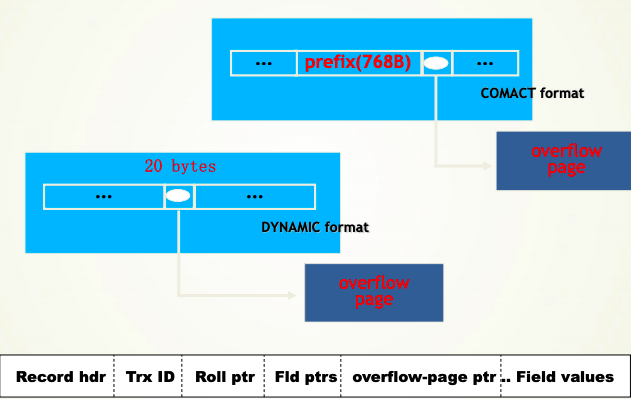 ... prefix(768B) ...
COMACT format
overflow
page
20 bytes
... ...
DYNAMIC format
overflow
page
Record hdr Trx ID Roll ptr Fld ptrs overflow-page ptr .. Field values